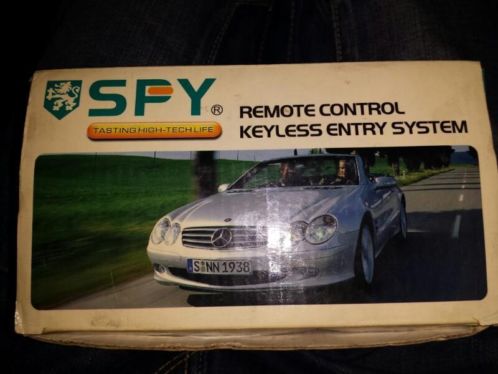 SPY®
TASTING HIGH-TECH LIFE
REMOTE CONTROL
KEYLESS ENTRY SYSTEM
S NN 1938